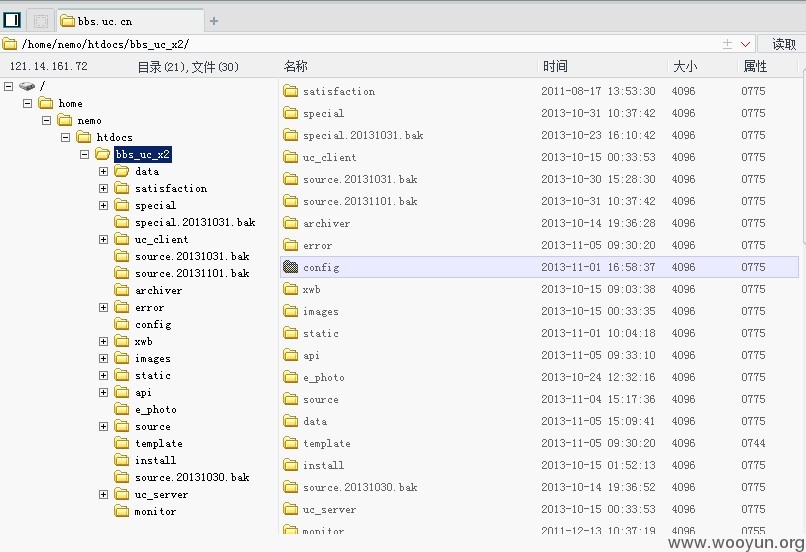 bbs.uc.cn
/home/nemo/htdocs/bbs_uc_x2/ 读取
121.14.161.72 目录(21),文件(30) 名称 时间 大小 属性
/
home
nemo
htdocs
bbs_uc_x2
data
satisfaction
special
special.20131031.bak
uc_client
source.20131031.bak
source.20131101.bak
archiver
error
config
xwb
images
static
api
e_photo
source
template
install
source.20131030.bak
uc_server
monitor
satisfaction 2011-08-17 13:53:30 4096 0775
special 2013-10-31 10:37:42 4096 0775
special.20131031.bak 2013-10-23 16:10:42 4096 0775
uc_client 2013-10-15 00:33:53 4096 0775
source.20131031.bak 2013-10-30 15:28:30 4096 0775
source.20131101.bak 2013-10-31 10:37:42 4096 0775
archiver 2013-10-14 19:36:28 4096 0775
error 2013-11-05 09:30:20 4096 0775
config 2013-11-01 16:58:37 4096 0775
xwb 2013-10-15 09:03:38 4096 0775
images 2013-10-15 00:33:35 4096 0775
static 2013-11-01 10:04:18 4096 0775
api 2013-11-05 09:33:10 4096 0775
e_photo 2013-10-24 12:32:16 4096 0775
source 2013-11-04 15:17:36 4096 0775
data 2013-11-05 15:09:41 4096 0775
template 2013-11-05 09:30:20 4096 0744
install 2013-10-15 01:52:13 4096 0775
source.20131030.bak 2013-10-14 19:36:52 4096 0775
uc_server 2013-10-15 00:33:53 4096 0775
monitor 2011-12-13 10:37:19 4096 0755
www.wooyun.org